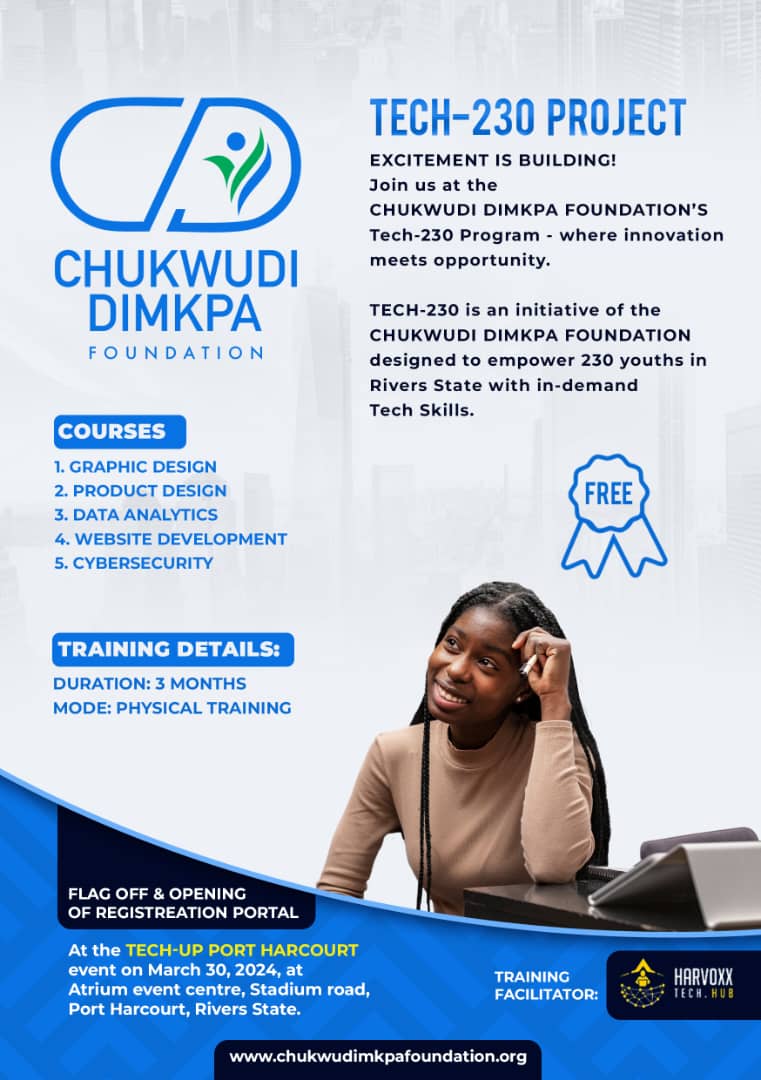 CHUKWUDI
DIMKPA
FOUNDATION
TECH-230 PROJECT
EXCITEMENT IS BUILDING!
Join us at the
CHUKWUDI DIMKPA FOUNDATION'S
Tech-230 Program - where innovation
meets opportunity.
TECH-230 is an initiative of the
CHUKWUDI DIMKPA FOUNDATION
designed to empower 230 youths in
Rivers State with in-demand
Tech Skills.
COURSES
1. GRAPHIC DESIGN
2. PRODUCT DESIGN
3. DATA ANALYTICS
4. WEBSITE DEVELOPMENT
5. CYBERSECURITY
FREE
TRAINING DETAILS:
DURATION: 3 MONTHS
MODE: PHYSICAL TRAINING
FLAG OFF & OPENING
OF REGISTREATION PORTAL
At the TECH-UP PORT HARCOURT
event on March 30, 2024, at
Atrium event centre, Stadium road,
Port Harcourt, Rivers State.
TRAINING
FACILITATOR:
HARVOXX
TECH.HUB
www.chukwudimkpafoundation.org